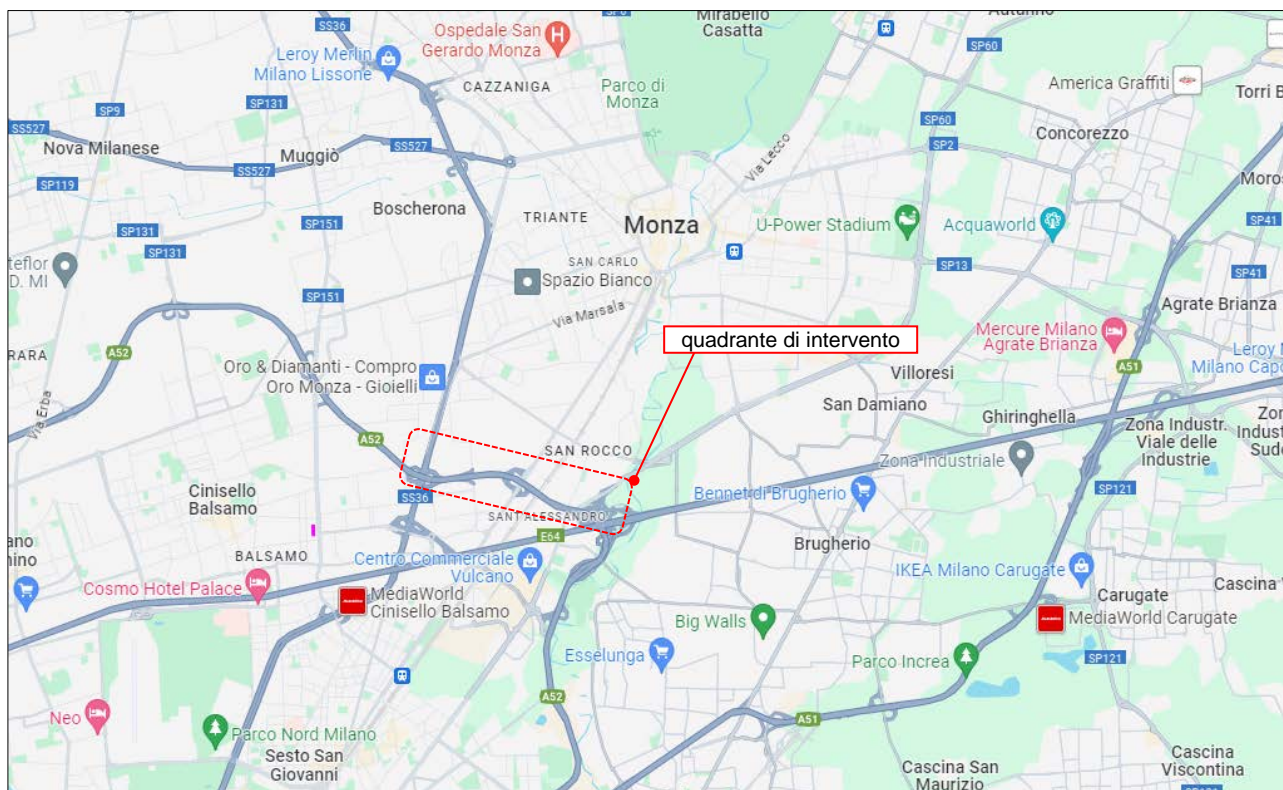 SS36
SP6
Mirabello
Casatta
Ospedale San
Gerardo Monza
Leroy Merlin
Milano Lissone
SP60
CAZZANIGA
Parco di
Monza
America Graffiti
Torri B
SP9
SP131
SP60
Concorezzo
SS527
Nova Milanese
Muggiò
SS527
SS527
SP2
Via Lecco
SP119
Boscherona
TRIANTE
Monza
U-Power Stadium
Acquaworld
Moros
SP41
SP131
SP131
SP151
SAN CARLO
Spazio Bianco
teflor
D. MI
SP13
SP41
SP151
Via Marsala
Agrate Brianza
Mercure Milano
Agrate Brianza
quadrante di intervento
RARA
A52
Oro & Diamanti - Compro
Oro Monza - Gioielli
Villoresi
A51
Leroy M
Milano Capo
Via Erba
San Damiano
Ghiringhella
A52
SAN ROCCO
Zona Industr.
Viale delle
Industrie
Zon
Indust
Sud
Zona Industriale
Cinisello
Balsamo
SS36
SP121
Bennet di Brugherio
SANT'ALESSANDRO
E64
ano
nino
BALSAMO
Centro Commerciale
Vulcano
Brugherio
IKEA Milano Carugate
Cosmo Hotel Palace
MediaWorld
Cinisello Balsamo
Carugate
Cascina V
MediaWorld Carugate
Big Walls
Esselunga
Parco Increa
SP121
A52
Neo
A51
Parco Nord Milano
Sesto San
Giovanni
Cascina San
Maurizio
Cascina
Viscontina